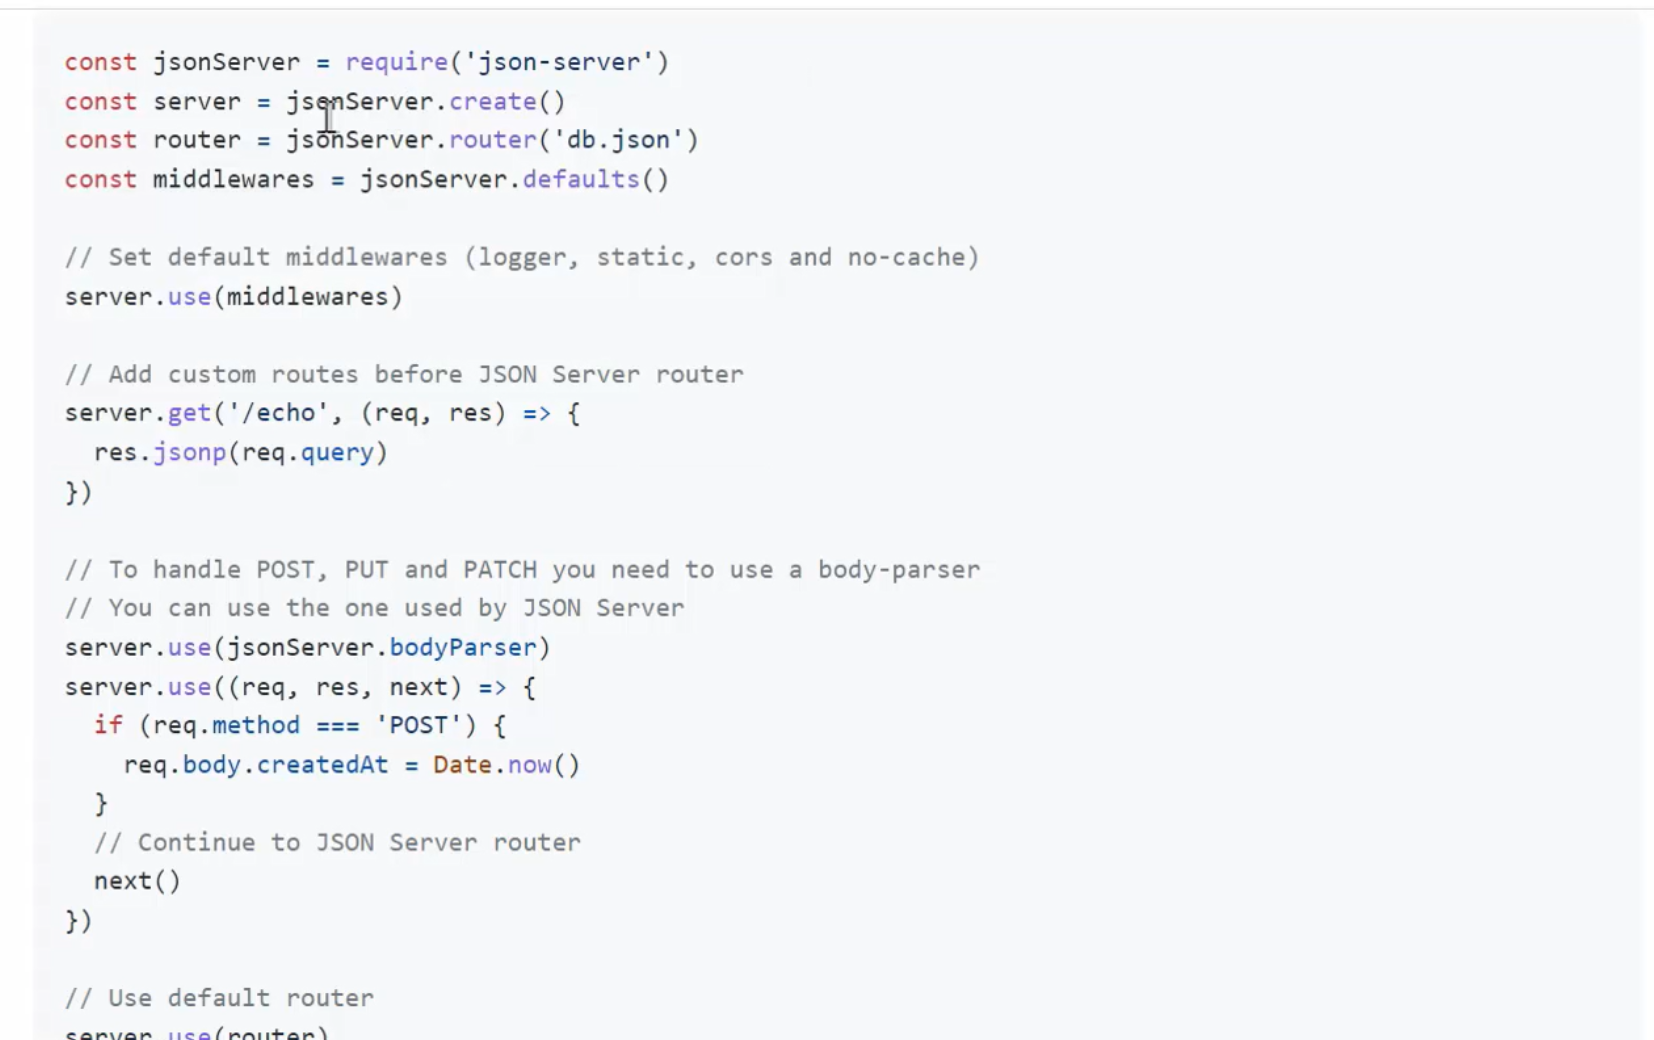 const jsonServer = require('json-server')
const server = jsonServer.create()
const router = jsonServer.router('db.json')
const middlewares = jsonServer.defaults()
// Set default middlewares (logger, static, cors and no-cache)
server.use(middlewares)
// Add custom routes before JSON Server router
server.get('/echo', (req, res) => {
  res.jsonp(req.query)
})
// To handle POST, PUT and PATCH you need to use a body-parser
// You can use the one used by JSON Server
server.use(jsonServer.bodyParser)
server.use((req, res, next) => {
  if (req.method === 'POST') {
    req.body.createdAt = Date.now()
  }
  // Continue to JSON Server router
  next()
})
// Use default router
server.use(router)